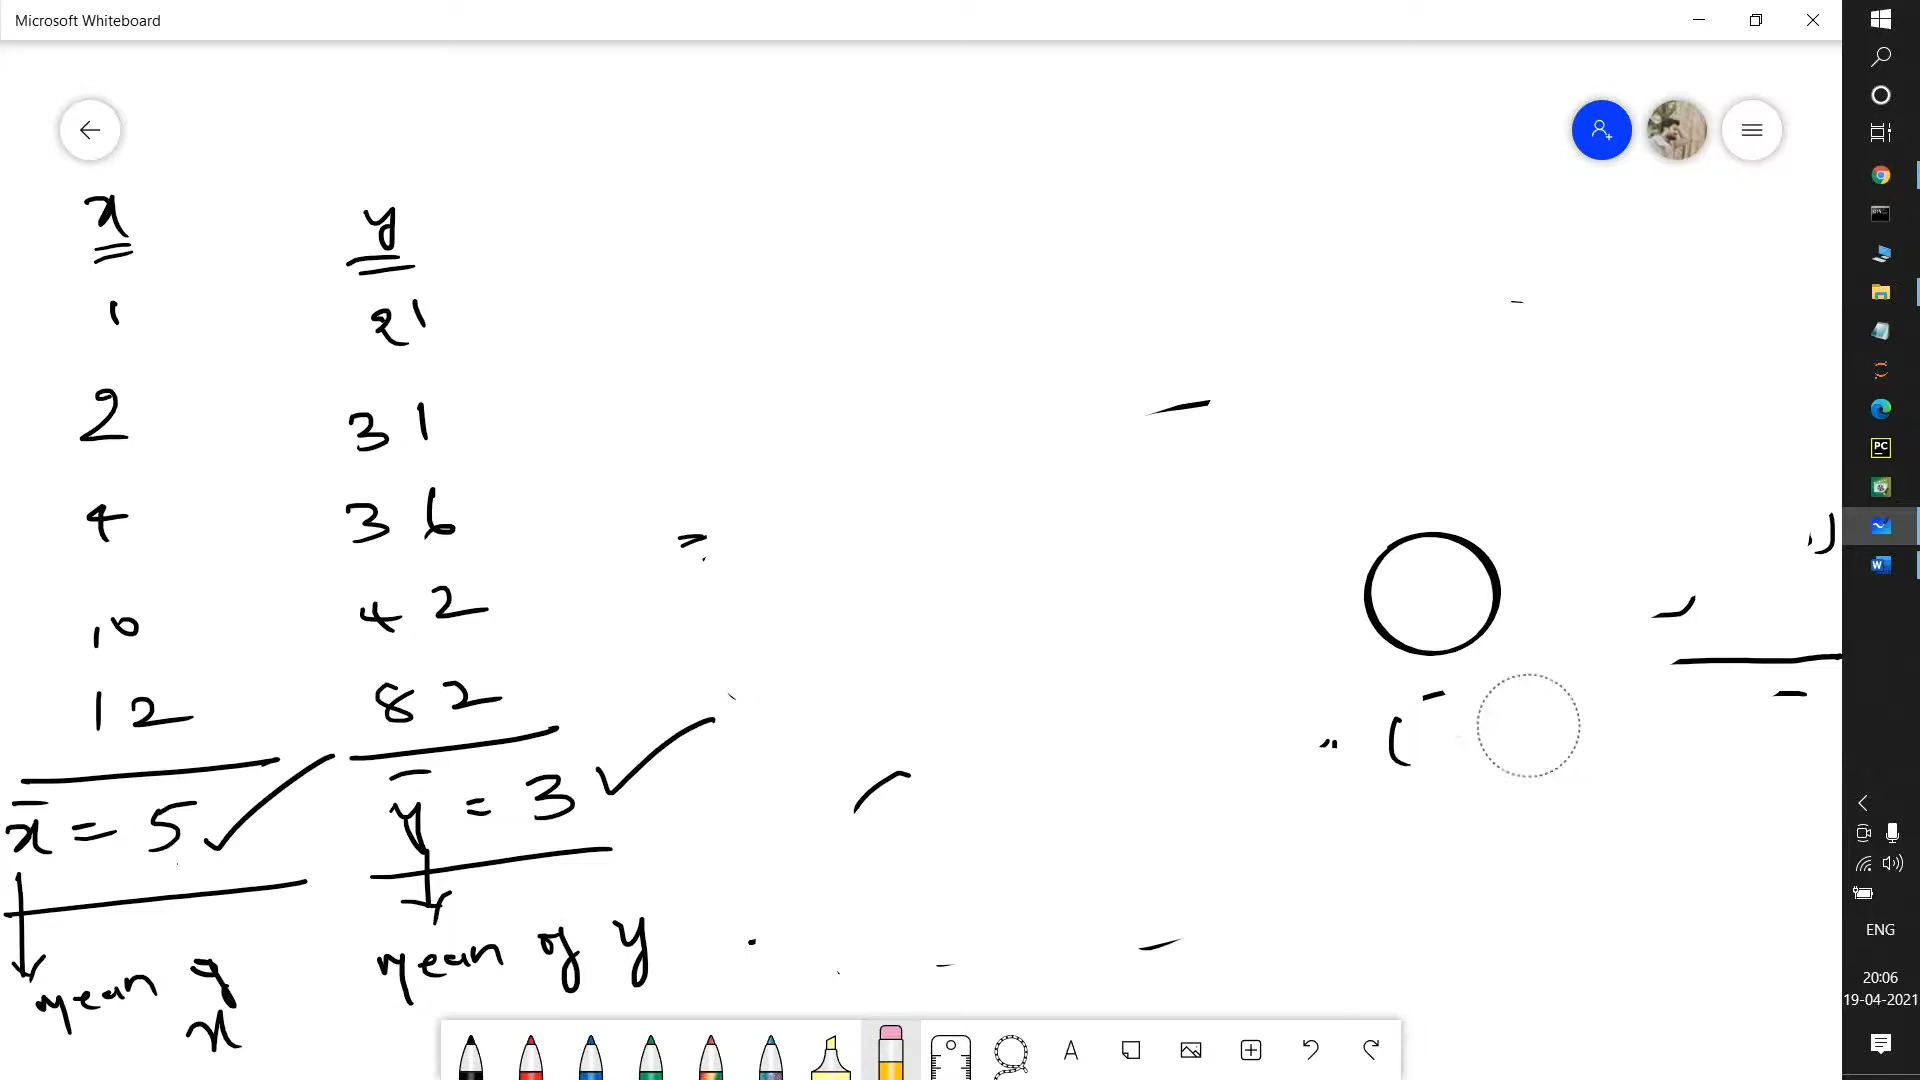 Microsoft Whiteboard
x y
1 21
2 31
4 36
10 42
12 82
x̄ = 5 ȳ = 3
mean of x
mean of y
(
A
PC
W
ENG
20:06
19-04-2021